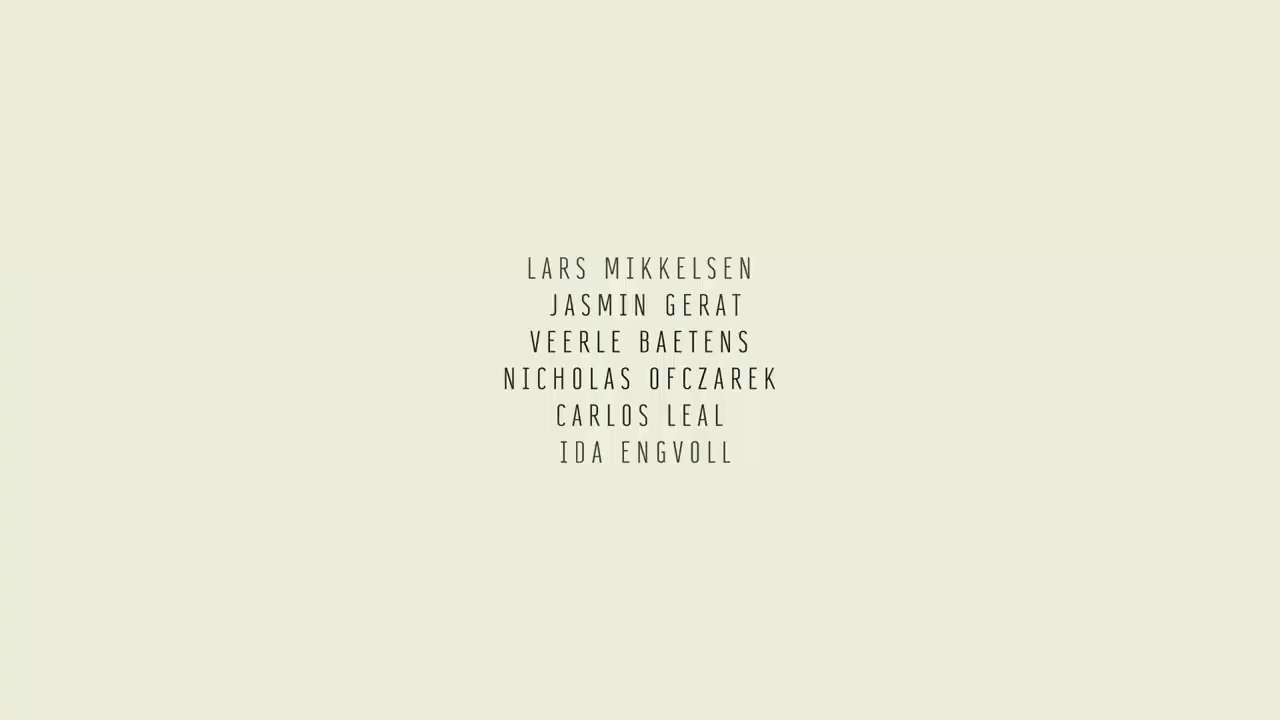 LARS MIKKELSEN
JASMIN GERAT
VEERLE BAETENS
NICHOLAS OFCZAREK
CARLOS LEAL
IDA ENGVOLL